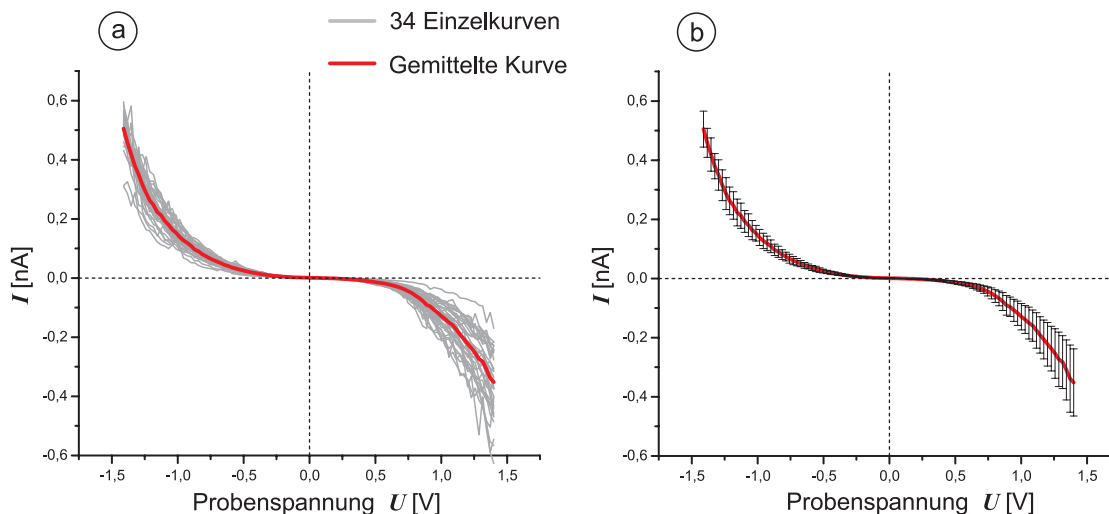 a
34 Einzelkurven
Gemittelte Kurve
b
0,6
0,4
0,2
0,0
-0,2
-0,4
-0,6
I [nA]
-1,5 -1,0 -0,5 0,0 0,5 1,0 1,5
Probenspannung U [V]
0,6
0,4
0,2
0,0
-0,2
-0,4
-0,6
I [nA]
-1,5 -1,0 -0,5 0,0 0,5 1,0 1,5
Probenspannung U [V]